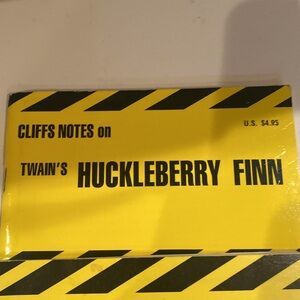 CLIFFS NOTES on
U.S. $4.95
TWAIN'S HUCKLEBERRY FINN